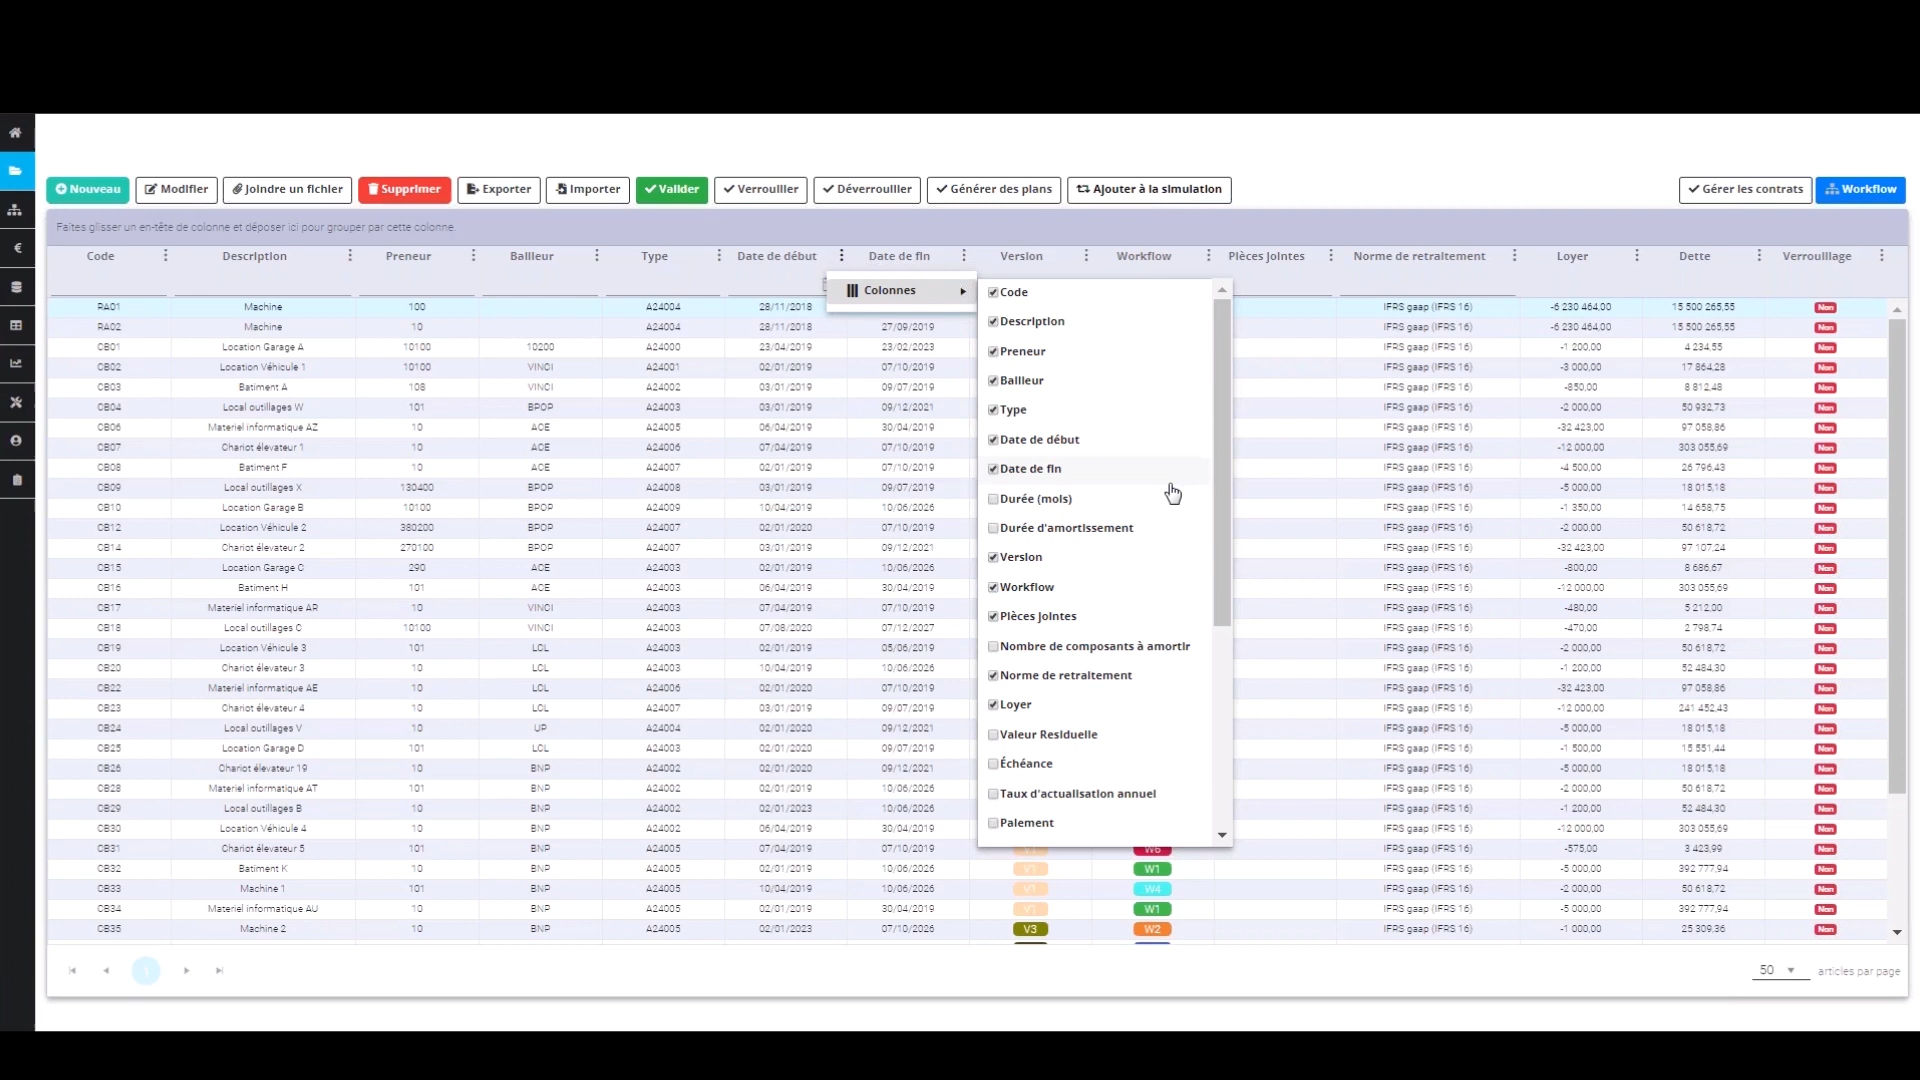 Nouveau Modifier Joindre un fichier Supprimer Exporter Importer Valider Verrouiller Déverrouiller Générer des plans Ajouter à la simulation Gérer les contrats Workflow
Faites glisser un en-tête de colonne et déposer ici pour grouper par cette colonne.
Code Description Preneur Bailleur Type Date de début Date de fin Version Workflow Pièces jointes Norme de retraitement Loyer Dette Verrouillage
Colonnes
Code
Description
Preneur
Bailleur
Type
Date de début
Date de fin
Durée (mois)
Durée d'amortissement
Version
Workflow
Pièces jointes
Nombre de composants à amortir
Norme de retraitement
Loyer
Valeur Residuelle
Échéance
Taux d'actualisation annuel
Paiement
RA01 Machine 100 A24004 28/11/2018 IFRS gaap (IFRS 16) -6 230 464,00 15 500 265,55 Non
RA02 Machine 10 A24004 28/11/2018 27/09/2019 IFRS gaap (IFRS 16) -6 230 464,00 15 500 265,55 Non
CB01 Location Garage A 10100 10200 A24000 23/04/2019 23/02/2023 IFRS gaap (IFRS 16) -1 200,00 4 234,55 Non
CB02 Location Véhicule 1 10100 VINCI A24001 02/01/2019 07/10/2019 IFRS gaap (IFRS 16) -3 000,00 17 864,28 Non
CB03 Batiment A 108 VINCI A24002 03/01/2019 09/07/2019 IFRS gaap (IFRS 16) -850,00 8 812,48 Non
CB04 Local outillages W 101 BPOP A24003 03/01/2019 09/12/2021 IFRS gaap (IFRS 16) -2 000,00 50 932,73 Non
CB06 Materiel informatique AZ 10 ACE A24005 06/04/2019 30/04/2019 IFRS gaap (IFRS 16) -32 423,00 97 058,86 Non
CB07 Chariot élevateur 1 10 ACE A24006 07/04/2019 07/10/2019 IFRS gaap (IFRS 16) -12 000,00 303 055,69 Non
CB08 Batiment F 10 ACE A24007 02/01/2019 07/10/2019 IFRS gaap (IFRS 16) -4 500,00 26 796,43 Non
CB09 Local outillages X 130400 BPOP A24008 03/01/2019 09/07/2019 IFRS gaap (IFRS 16) -5 000,00 18 015,18 Non
CB10 Location Garage B 10100 BPOP A24009 10/04/2019 10/06/2026 IFRS gaap (IFRS 16) -1 350,00 14 658,75 Non
CB12 Location Véhicule 2 380200 BPOP A24007 02/01/2020 07/10/2019 IFRS gaap (IFRS 16) -2 000,00 50 618,72 Non
CB14 Chariot élevateur 2 270100 BPOP A24007 03/01/2019 09/12/2021 IFRS gaap (IFRS 16) -32 423,00 97 107,24 Non
CB15 Location Garage C 290 ACE A24003 02/01/2019 10/06/2026 IFRS gaap (IFRS 16) -800,00 8 686,67 Non
CB16 Batiment H 101 ACE A24003 06/04/2019 30/04/2019 IFRS gaap (IFRS 16) -12 000,00 303 055,69 Non
CB17 Materiel informatique AR 10 VINCI A24003 07/04/2019 07/10/2019 IFRS gaap (IFRS 16) -480,00 5 212,00 Non
CB18 Local outillages C 10100 VINCI A24003 07/08/2020 07/12/2027 IFRS gaap (IFRS 16) -470,00 2 798,74 Non
CB19 Location Véhicule 3 101 LCL A24003 02/01/2019 05/06/2019 IFRS gaap (IFRS 16) -2 000,00 50 618,72 Non
CB20 Chariot élevateur 3 10 LCL A24003 10/04/2019 10/06/2026 IFRS gaap (IFRS 16) -1 200,00 52 484,30 Non
CB22 Materiel informatique AE 10 LCL A24006 02/01/2020 07/10/2019 IFRS gaap (IFRS 16) -32 423,00 97 058,86 Non
CB23 Chariot élevateur 4 10 LCL A24007 03/01/2019 09/07/2019 IFRS gaap (IFRS 16) -12 000,00 241 452,43 Non
CB24 Local outillages V 10 UP A24004 02/01/2020 09/12/2021 IFRS gaap (IFRS 16) -5 000,00 18 015,18 Non
CB25 Location Garage D 101 LCL A24003 02/01/2020 09/07/2019 IFRS gaap (IFRS 16) -1 500,00 15 551,44 Non
CB26 Chariot élevateur 19 10 BNP A24002 02/01/2020 09/12/2021 IFRS gaap (IFRS 16) -5 000,00 18 015,18 Non
CB28 Materiel informatique AT 101 BNP A24002 02/01/2019 10/06/2026 IFRS gaap (IFRS 16) -2 000,00 50 618,72 Non
CB29 Local outillages B 10 BNP A24002 02/01/2023 10/06/2026 IFRS gaap (IFRS 16) -1 200,00 52 484,30 Non
CB30 Location Véhicule 4 10 BNP A24002 06/04/2019 30/04/2019 IFRS gaap (IFRS 16) -12 000,00 303 055,69 Non
CB31 Chariot élevateur 5 101 BNP A24005 07/04/2019 07/10/2019 V1 W6 IFRS gaap (IFRS 16) -575,00 3 423,99 Non
CB32 Batiment K 10 BNP A24005 02/01/2019 10/06/2026 V1 W1 IFRS gaap (IFRS 16) -5 000,00 392 777,94 Non
CB33 Machine 1 101 BNP A24005 10/04/2019 10/06/2026 V1 W4 IFRS gaap (IFRS 16) -2 000,00 50 618,72 Non
CB34 Materiel informatique AU 10 BNP A24005 02/01/2019 30/04/2019 V1 W1 IFRS gaap (IFRS 16) -5 000,00 392 777,94 Non
CB35 Machine 2 10 BNP A24005 02/01/2023 07/10/2026 V3 W2 IFRS gaap (IFRS 16) -1 000,00 25 309,36 Non
1 50 articles par page